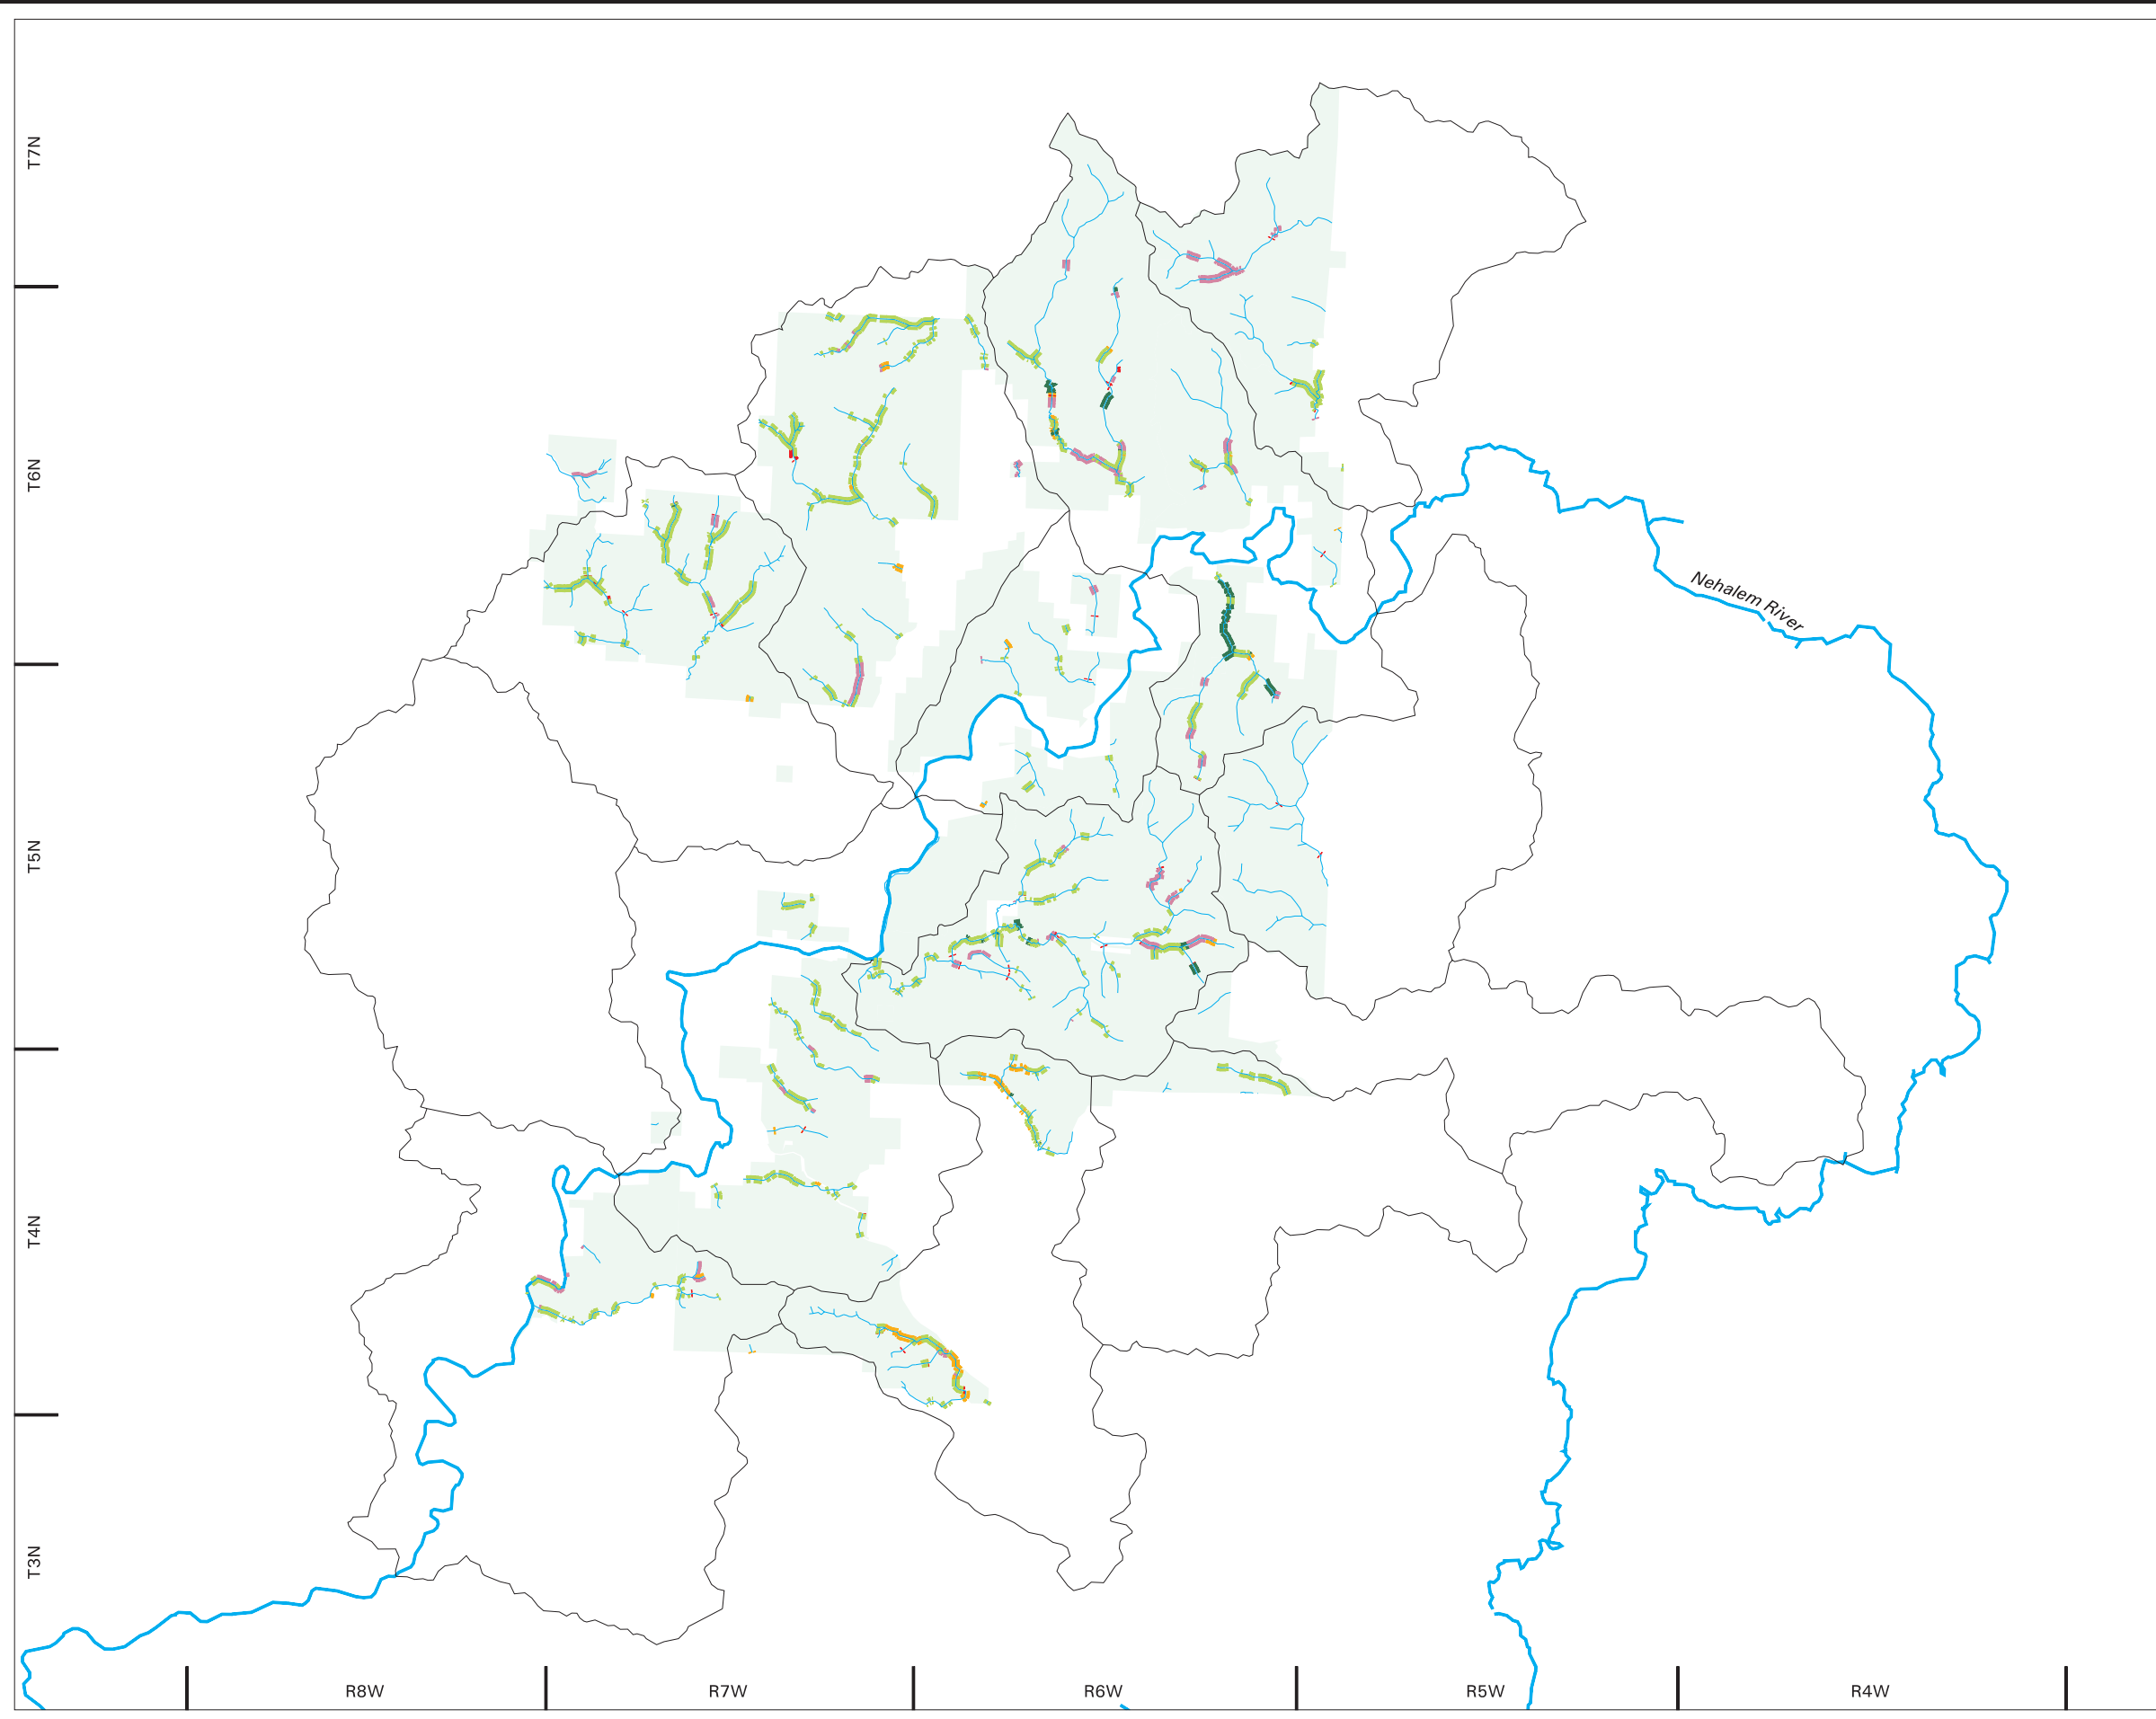 T7N
T6N
Nehalem River
T5N
T4N
T3N
R8W
R7W
R6W
R5W
R4W